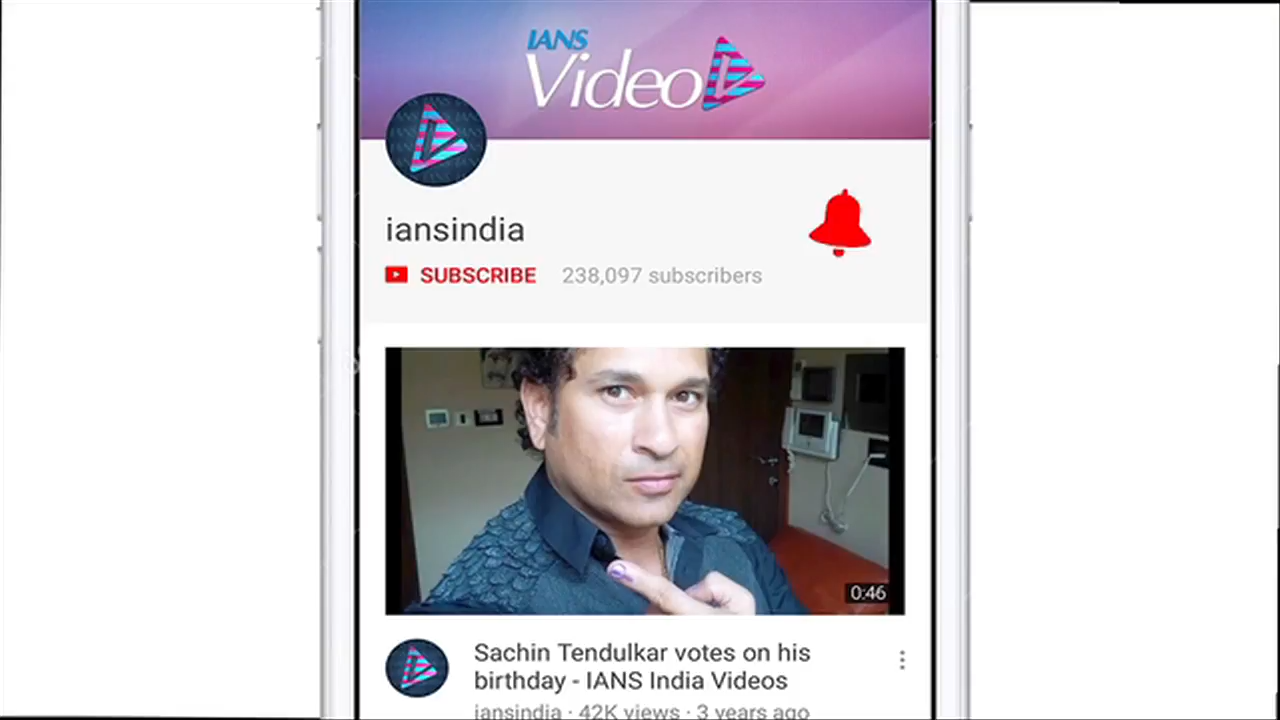 IANS
Video
iansindia
SUBSCRIBE 238,097 subscribers
0:46
Sachin Tendulkar votes on his
birthday - IANS India Videos
iansindia · 42K views · 3 years ago